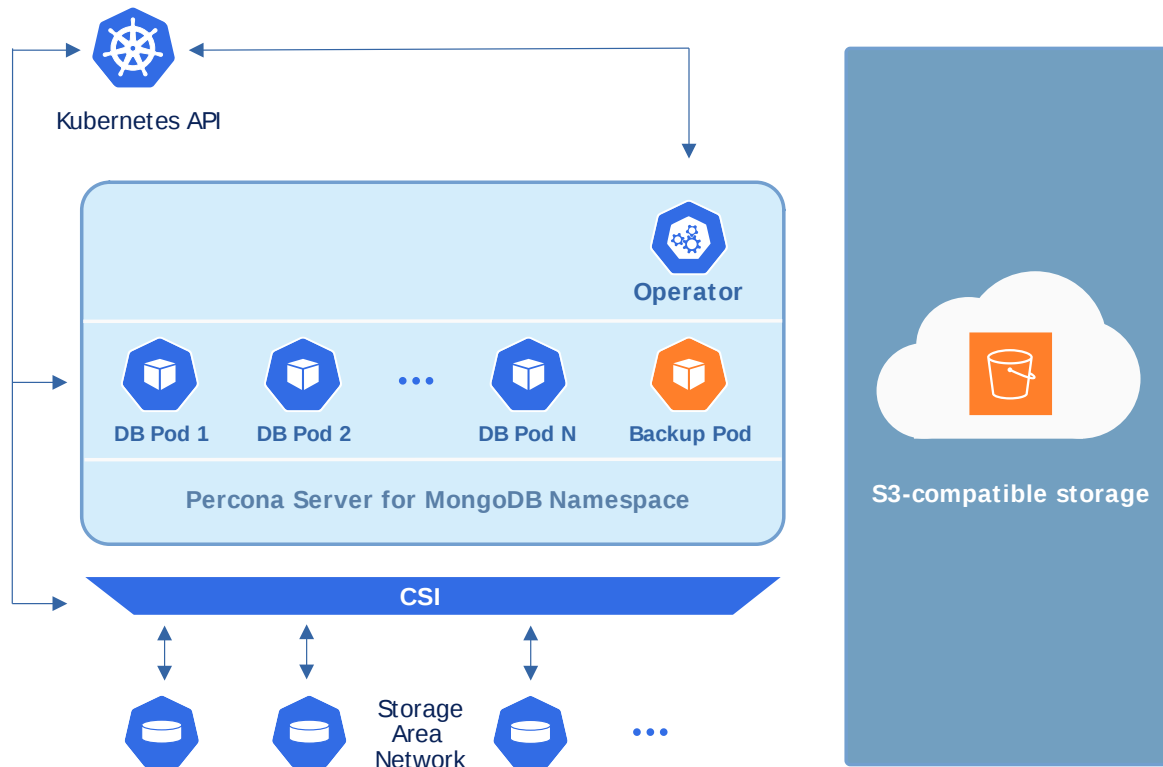 Kubernetes API
Operator
DB Pod 1
DB Pod 2
DB Pod N
Backup Pod
Percona Server for MongoDB Namespace
S3-compatible storage
CSI
Storage
Area
Network